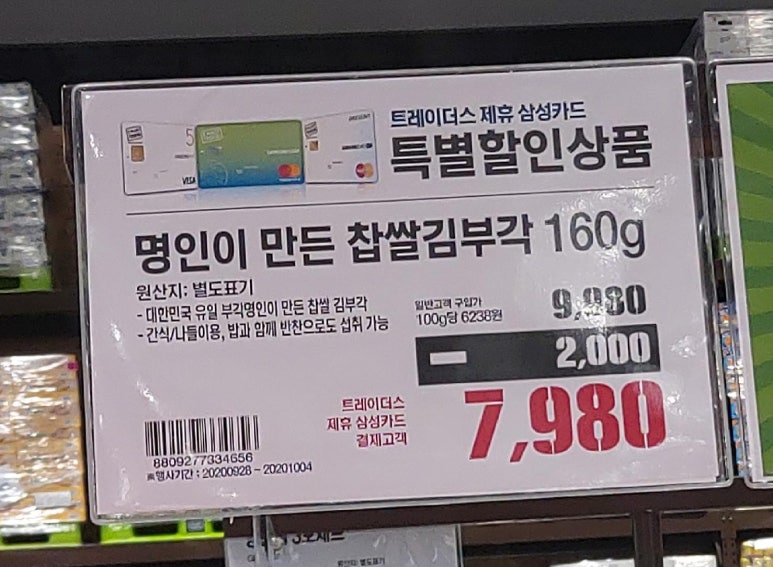 트레이더스 제휴 삼성카드
특별할인상품
VISA
명인이 만든 찹쌀김부각 160g
원산지: 별도표기
- 대한민국 유일 부각명인이 만든 찹쌀 김부각
- 간식/나들이용, 밥과 함께 반찬으로도 섭취 가능
일반고객 구입가
100g당 6238원
9,980
- 2,000
트레이더스
제휴 삼성카드
결제고객
7,980
8809277334656
※행사기간 : 20200928 ~ 20201004